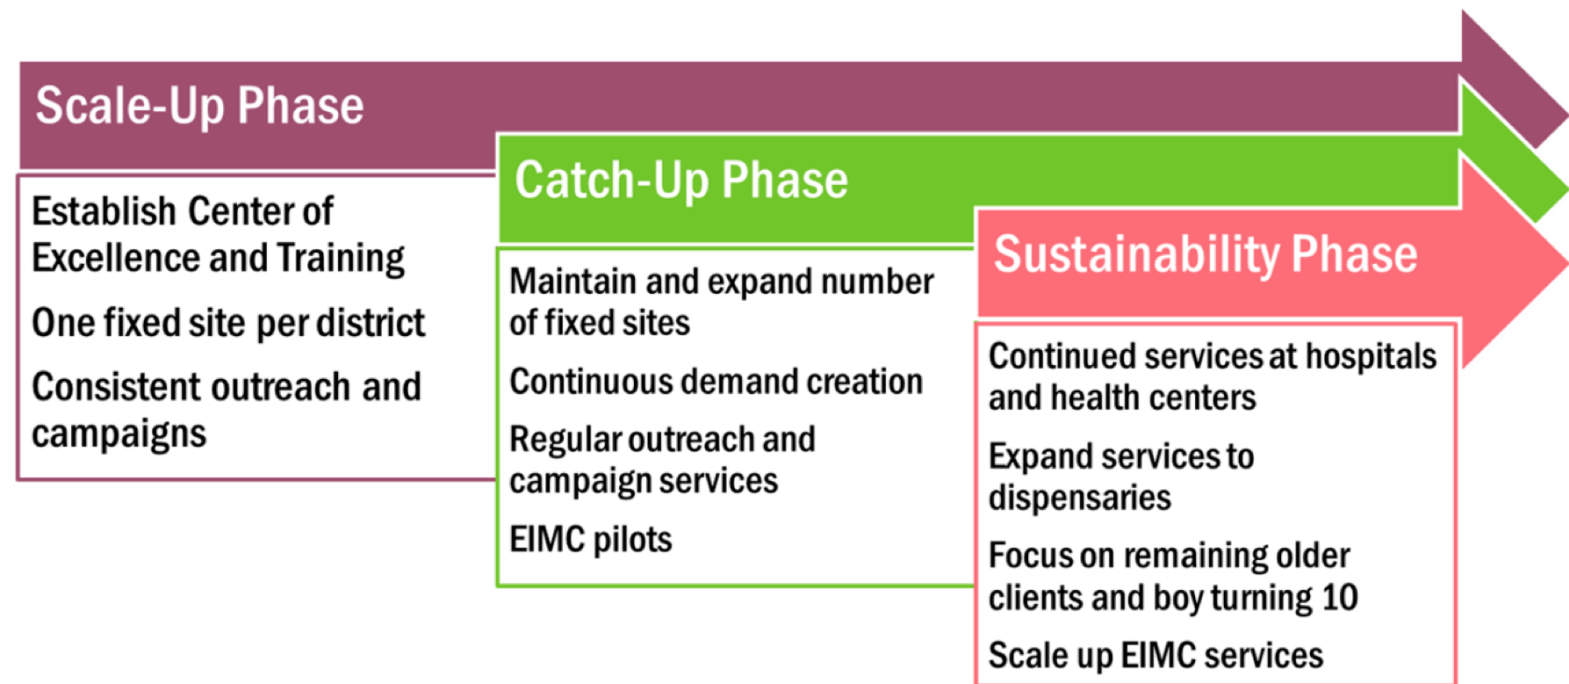 Scale-Up Phase
Establish Center of
Excellence and Training
One fixed site per district
Consistent outreach and
campaigns
Catch-Up Phase
Maintain and expand number
of fixed sites
Continuous demand creation
Regular outreach and
campaign services
EIMC pilots
Sustainability Phase
Continued services at hospitals
and health centers
Expand services to
dispensaries
Focus on remaining older
clients and boy turning 10
Scale up EIMC services